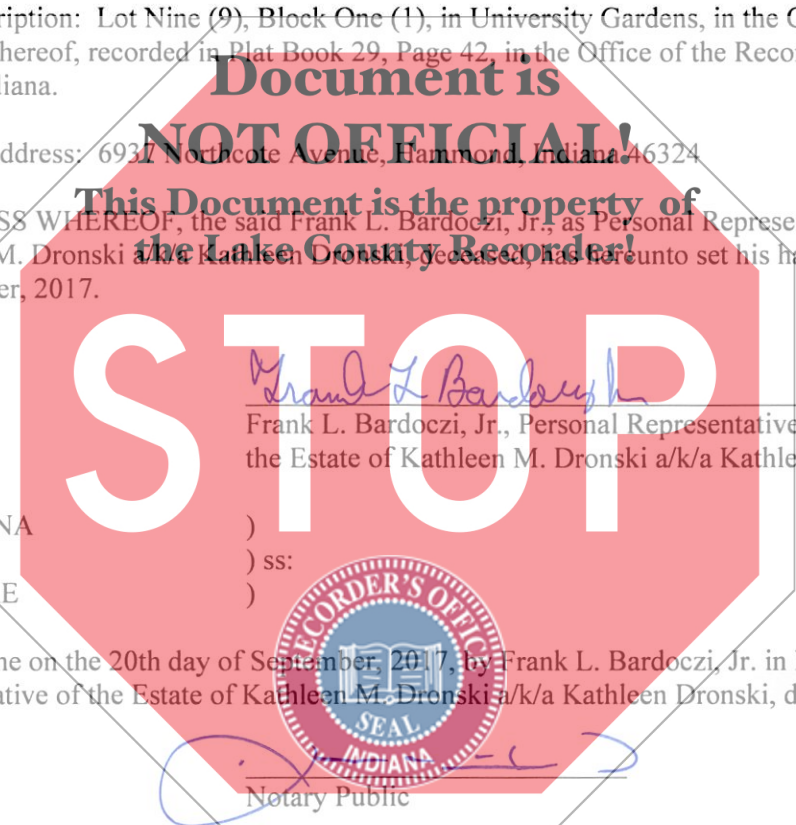 ription: Lot Nine (9), Block One (1), in University Gardens, in the C
hereof, recorded in Plat Book 29, Page 42, in the Office of the Reco
diana.
Document is
NOT OFFICIAL!
ddress: 6937 Northcote Avenue, Hammond, Indiana 46324
This Document is the property of
the Lake County Recorder!
SS WHEREOF, the said Frank L. Bardoczi, Jr., as Personal Represe
M. Dronski a/k/a Kathleen Dronski, deceased, has hereunto set his ha
er, 2017.
STOP
Frank L. Bardoczi, Jr., Personal Representative
the Estate of Kathleen M. Dronski a/k/a Kathle
NA )
) ss:
E )
RECORDER'S OFFICE
SEAL
INDIANA
ne on the 20th day of September, 2017, by Frank L. Bardoczi, Jr. in
ative of the Estate of Kathleen M. Dronski a/k/a Kathleen Dronski, d
Notary Public